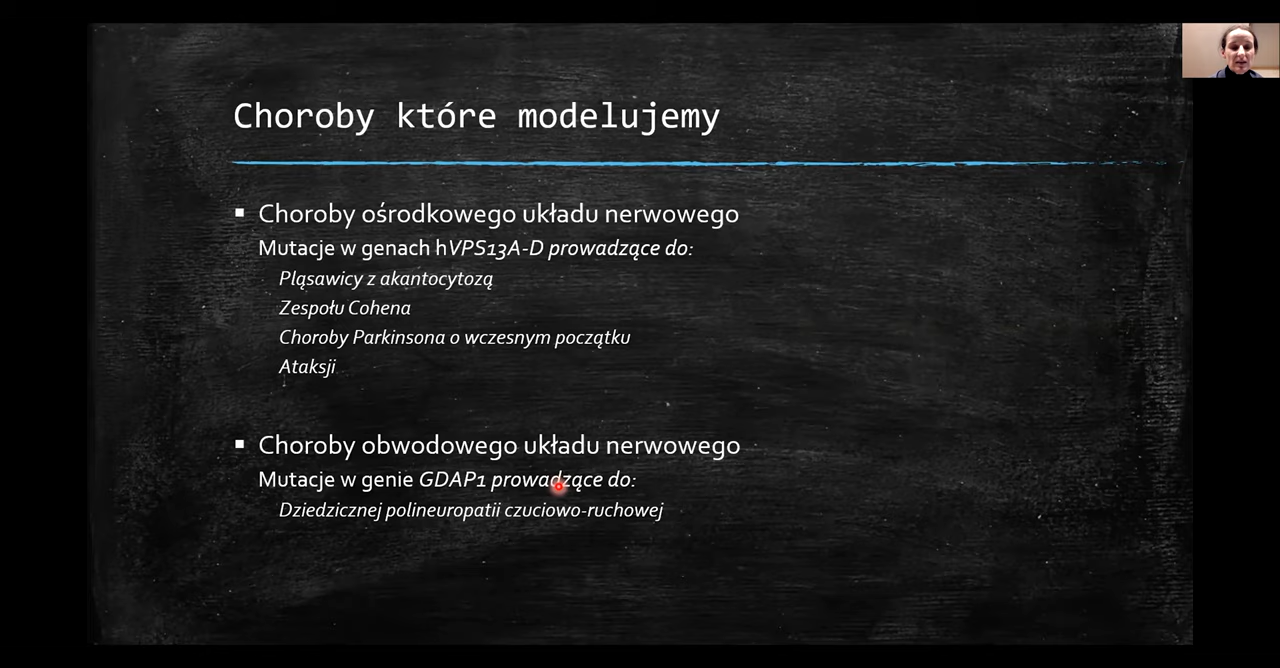 Choroby które modelujemy
▪ Choroby ośrodkowego układu nerwowego
Mutacje w genach hVPS13A-D prowadzące do:
Pląsawicy z akantocytozą
Zespołu Cohena
Choroby Parkinsona o wczesnym początku
Ataksji
▪ Choroby obwodowego układu nerwowego
Mutacje w genie GDAP1 prowadzące do:
Dziedzicznej polineuropatii czuciowo-ruchowej